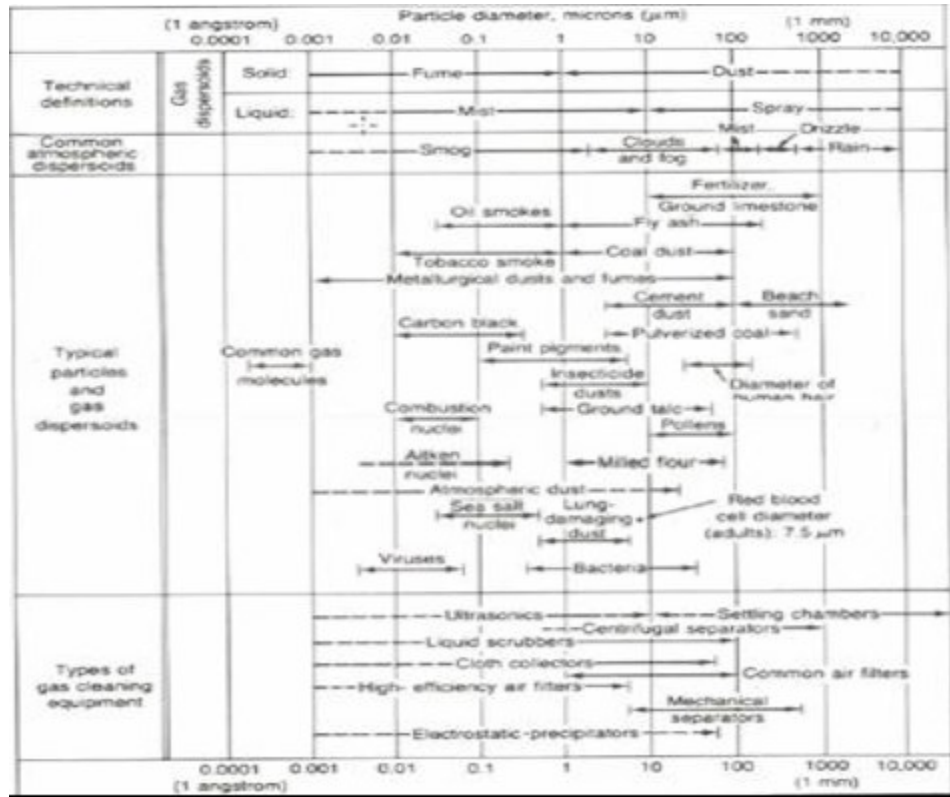 Particle diameter, microns (μm)
(1 angstrom) (1 mm)
0.0001 0.001 0.01 0.1 1 10 100 1000 10,000
Technical definitions
Gas dispersoids
Solid: Fume Dust
Liquid: Mist Spray
Common atmospheric dispersoids
Smog
Clouds and fog
Mist
Drizzle
Rain
Typical particles and gas dispersoids
Fertilizer,
Ground limestone
Oil smokes
Fly ash
Tobacco smoke
Coal dust
Metallurgical dusts and fumes
Cement dust
Beach sand
Carbon black
Pulverized coal
Common gas molecules
Paint pigments
Insecticide dusts
Diameter of human hair
Combustion nuclei
Ground talc
Pollens
Aitken nuclei
Milled flour
Atmospheric dust
Sea salt nuclei
Lung-damaging dust
Red blood cell diameter (adults): 7.5 μm
Viruses
Bacteria
Types of gas cleaning equipment
Ultrasonics
Settling chambers
Centrifugal separators
Liquid scrubbers
Cloth collectors
Common air filters
High-efficiency air filters
Mechanical separators
Electrostatic-precipitators
0.0001 0.001 0.01 0.1 1 10 100 1000 10,000
(1 angstrom) (1 mm)